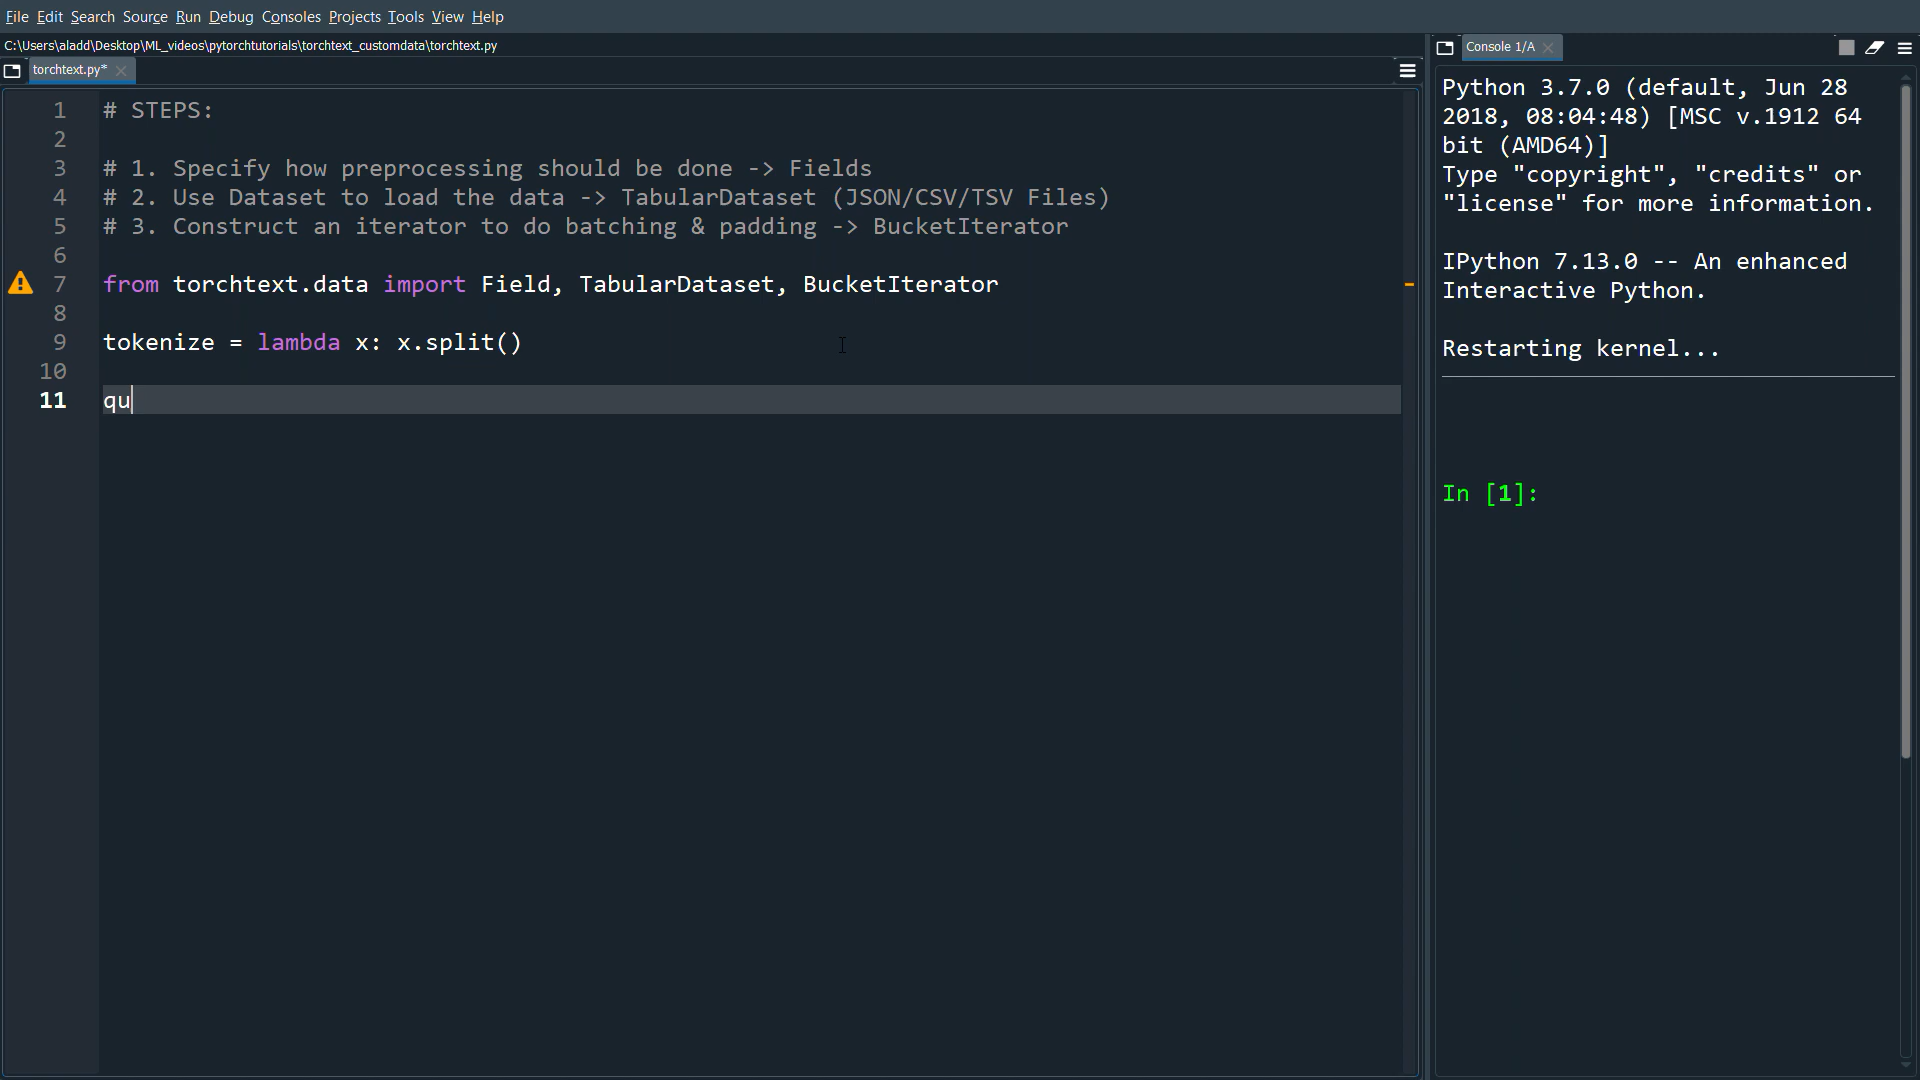 File Edit Search Source Run Debug Consoles Projects Tools View Help
C:\Users\aladd\Desktop\ML_videos\pytorchtutorials\torchtext_customdata\torchtext.py
torchtext.py*
1 # STEPS:
2
3 # 1. Specify how preprocessing should be done -> Fields
4 # 2. Use Dataset to load the data -> TabularDataset (JSON/CSV/TSV Files)
5 # 3. Construct an iterator to do batching & padding -> BucketIterator
6
7 from torchtext.data import Field, TabularDataset, BucketIterator
8
9 tokenize = lambda x: x.split()
10
11 qu
Console 1/A
Python 3.7.0 (default, Jun 28
2018, 08:04:48) [MSC v.1912 64
bit (AMD64)]
Type "copyright", "credits" or
"license" for more information.
IPython 7.13.0 -- An enhanced
Interactive Python.
Restarting kernel...
In [1]: